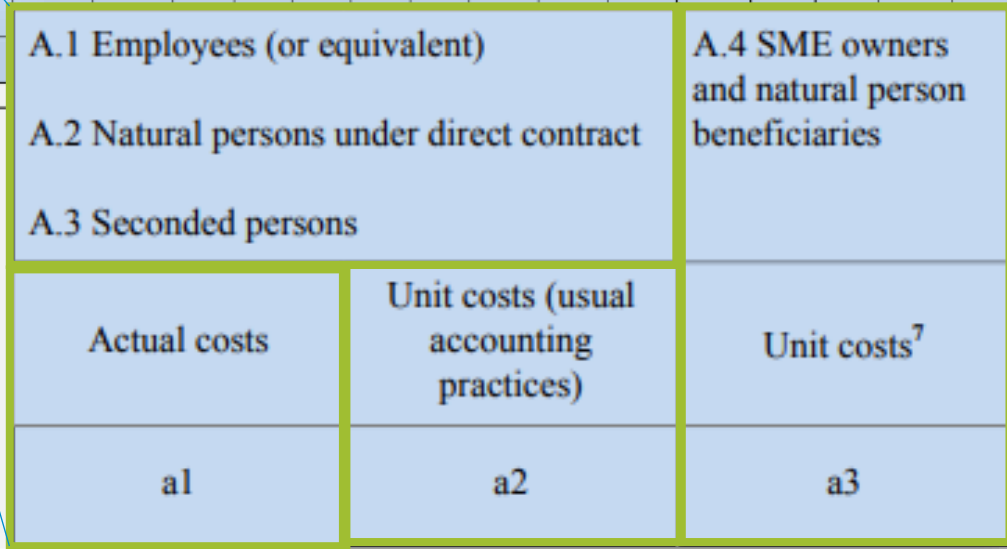 A.1 Employees (or equivalent)
A.2 Natural persons under direct contract
A.3 Seconded persons
A.4 SME owners
and natural person
beneficiaries
Actual costs
Unit costs (usual
accounting
practices)
Unit costs⁷
a1
a2
a3